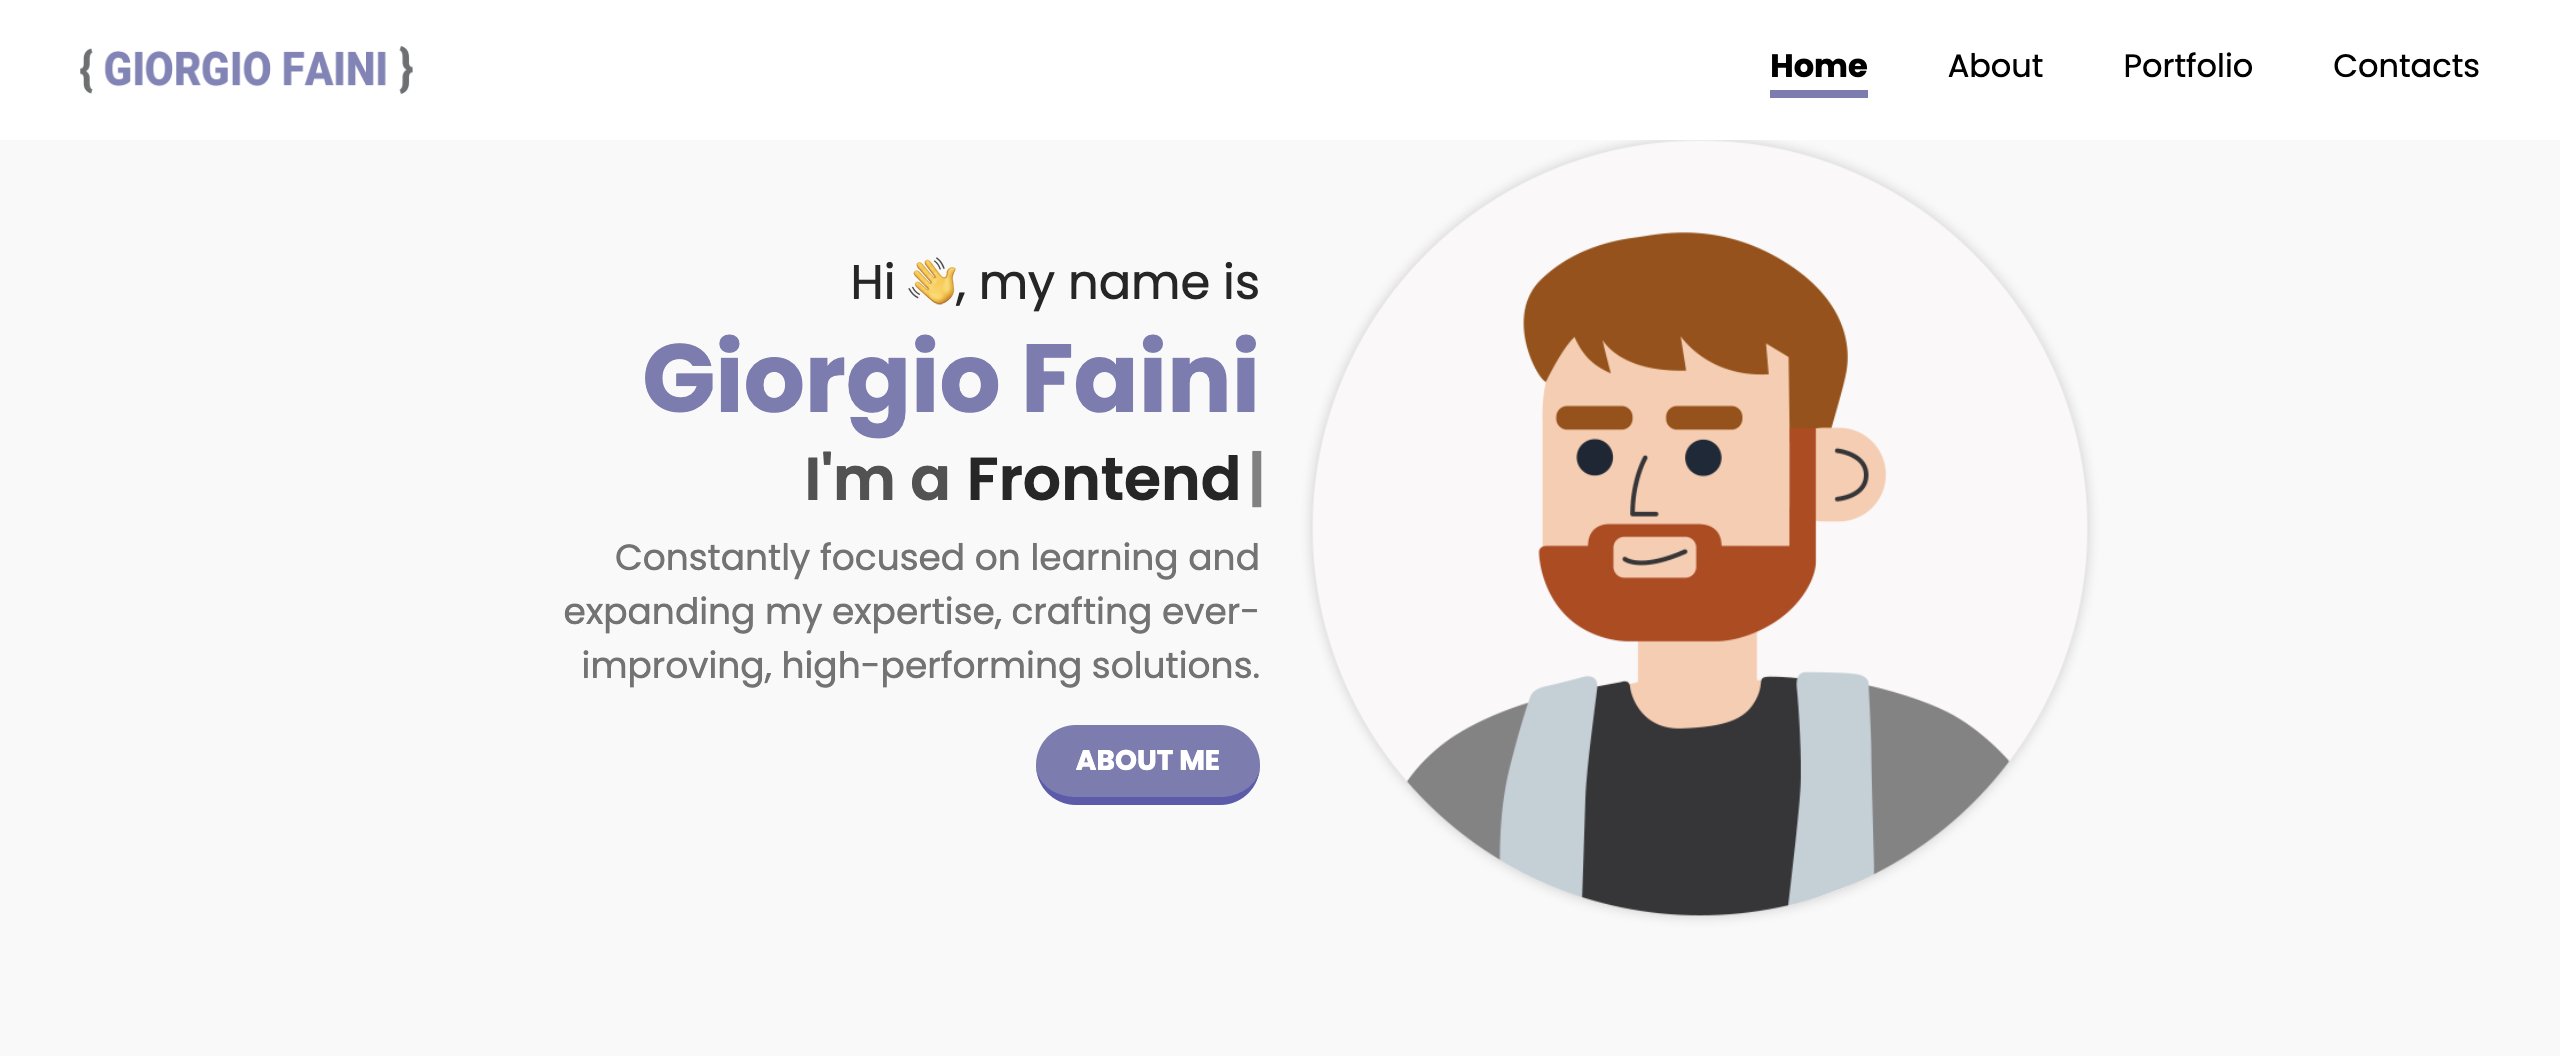 { GIORGIO FAINI }
Home About Portfolio Contacts
Hi 👋, my name is
Giorgio Faini
I'm a Frontend|
Constantly focused on learning and
expanding my expertise, crafting ever-
improving, high-performing solutions.
ABOUT ME